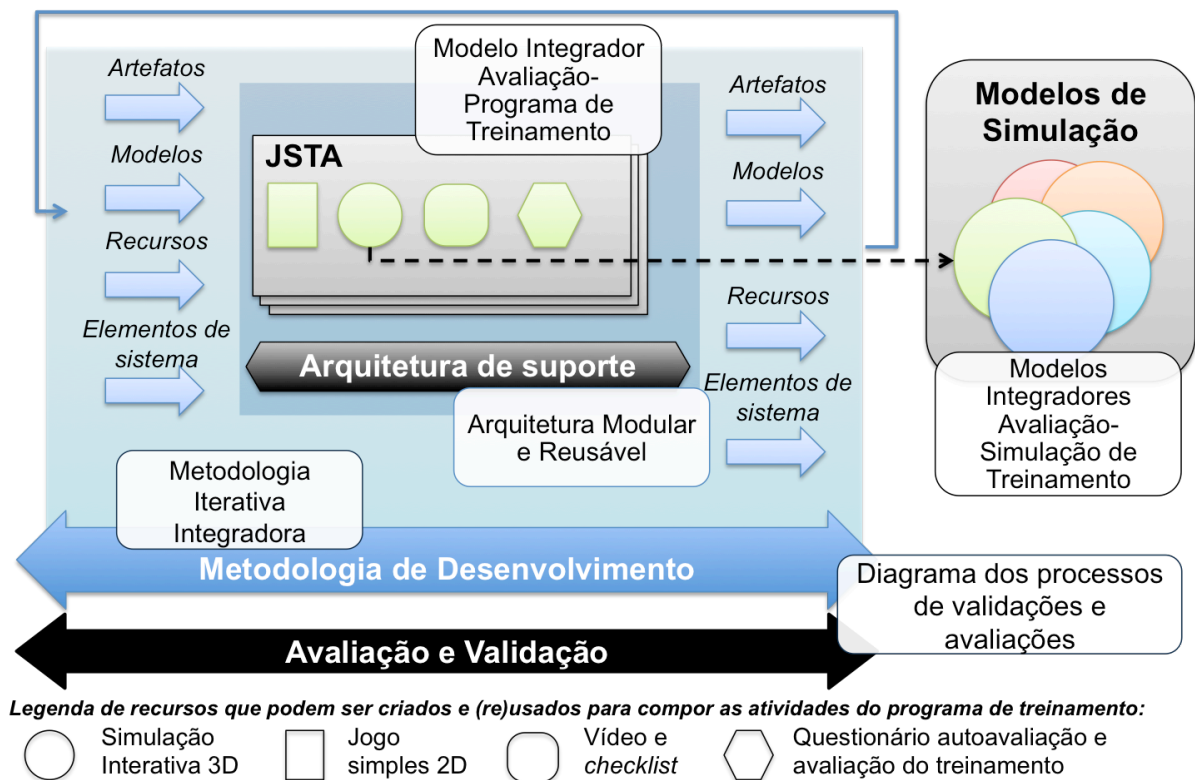 Artefatos
Modelos
Recursos
Elementos de
sistema
Modelo Integrador
Avaliação-
Programa de
Treinamento
JSTA
Arquitetura de suporte
Arquitetura Modular
e Reusável
Artefatos
Modelos
Recursos
Elementos de
sistema
Modelos de
Simulação
Modelos
Integradores
Avaliação-
Simulação de
Treinamento
Metodologia
Iterativa
Integradora
Metodologia de Desenvolvimento
Diagrama dos processos
de validações e
avaliações
Avaliação e Validação
Legenda de recursos que podem ser criados e (re)usados para compor as atividades do programa de treinamento:
Simulação
Interativa 3D
Jogo
simples 2D
Vídeo e
checklist
Questionário autoavaliação e
avaliação do treinamento